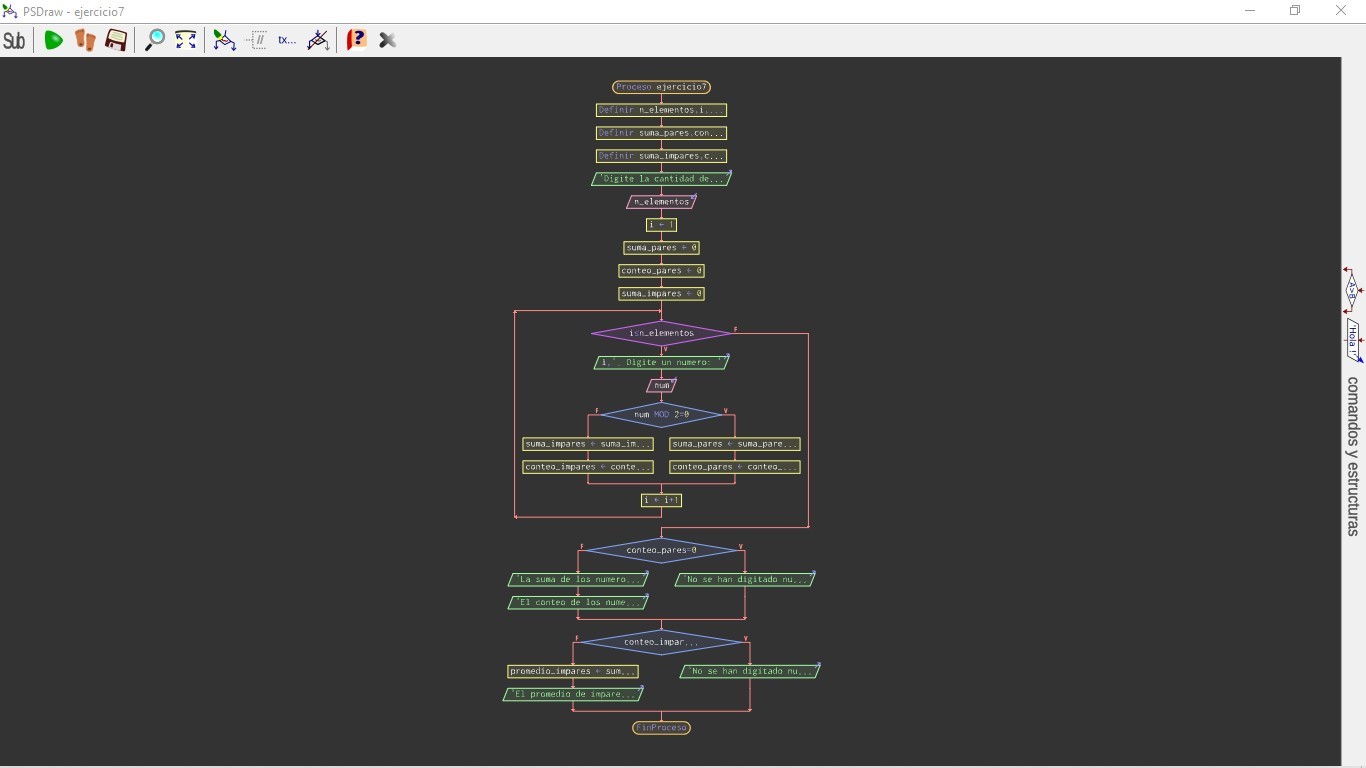 PSDraw - ejercicio7
Sub
tx...
?
Proceso ejercicio7
Definir n_elementos,i....
Definir suma_pares,con...
Definir suma_impares,c...
'Digite la cantidad de...
n_elementos
i ← 1
suma_pares ← 0
conteo_pares ← 0
suma_impares ← 0
i≤n_elementos
F
V
i,'. Digite un numero: '
num
num MOD 2=0
F
V
suma_impares ← suma_im...
suma_pares ← suma_pare...
conteo_impares ← conte...
conteo_pares ← conteo_...
i ← i+1
conteo_pares=0
F
V
'La suma de los numero...
'No se han digitado nu...
'El conteo de los nume...
conteo_impar...
F
V
promedio_impares ← sum...
'No se han digitado nu...
'El promedio de impare...
FinProceso
A>B
'Hola !'
comandos y estructuras